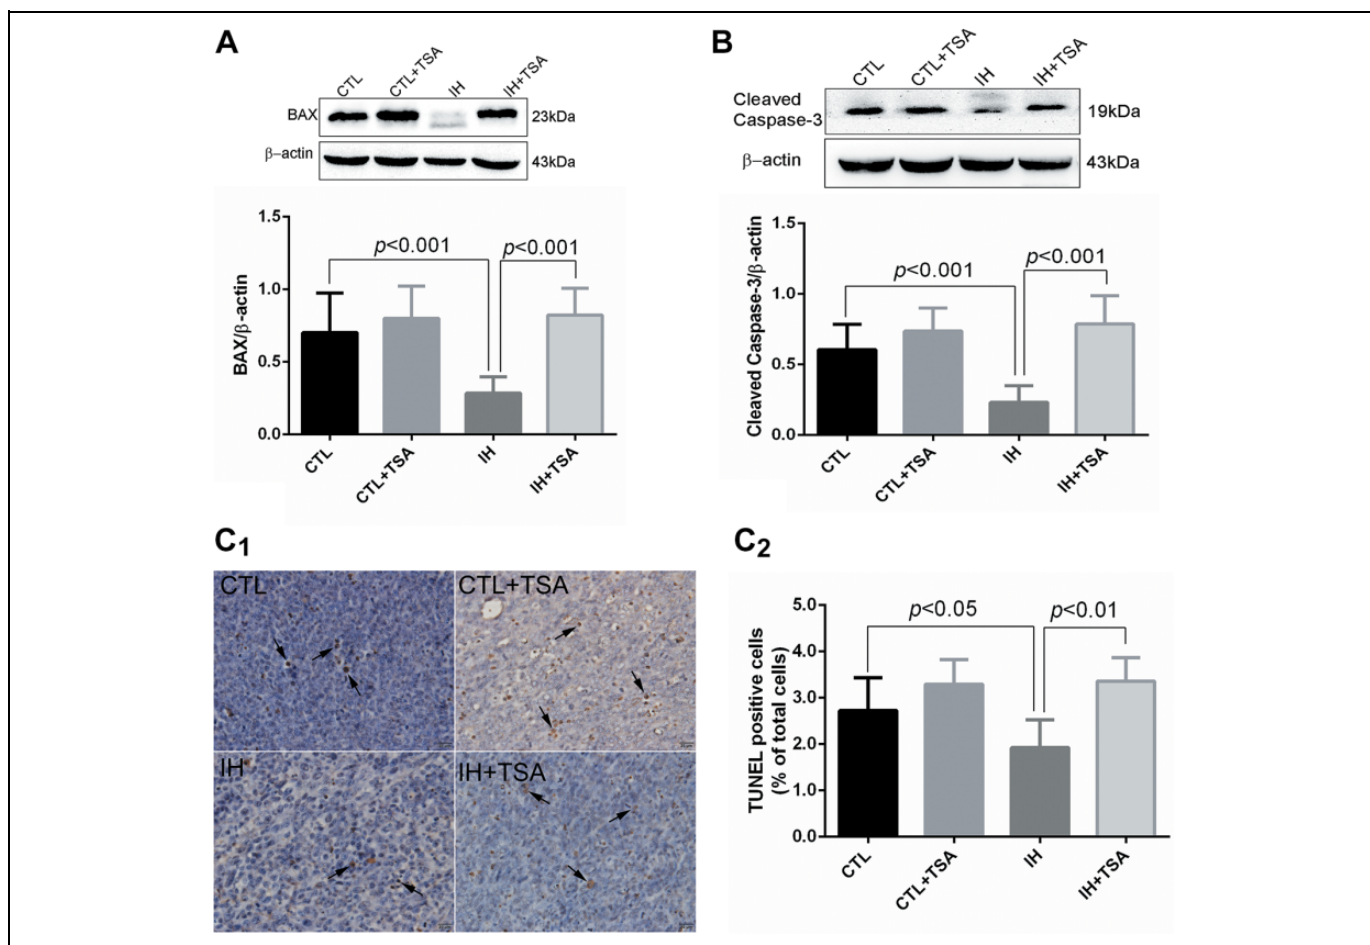 A
CTL
CTL+TSA
IH
IH+TSA
BAX
23kDa
β–actin
43kDa
BAX/β-actin
1.5
1.0
0.5
0.0
p<0.001
p<0.001
CTL
CTL+TSA
IH
IH+TSA
B
CTL
CTL+TSA
IH
IH+TSA
Cleaved
Caspase-3
19kDa
β–actin
43kDa
Cleaved Caspase-3/β-actin
1.5
1.0
0.5
0.0
p<0.001
p<0.001
CTL
CTL+TSA
IH
IH+TSA
C1
CTL
CTL+TSA
IH
IH+TSA
C2
TUNEL positive cells
(% of total cells)
5.0
4.0
3.0
2.0
1.0
0.0
p<0.05
p<0.01
CTL
CTL+TSA
IH
IH+TSA